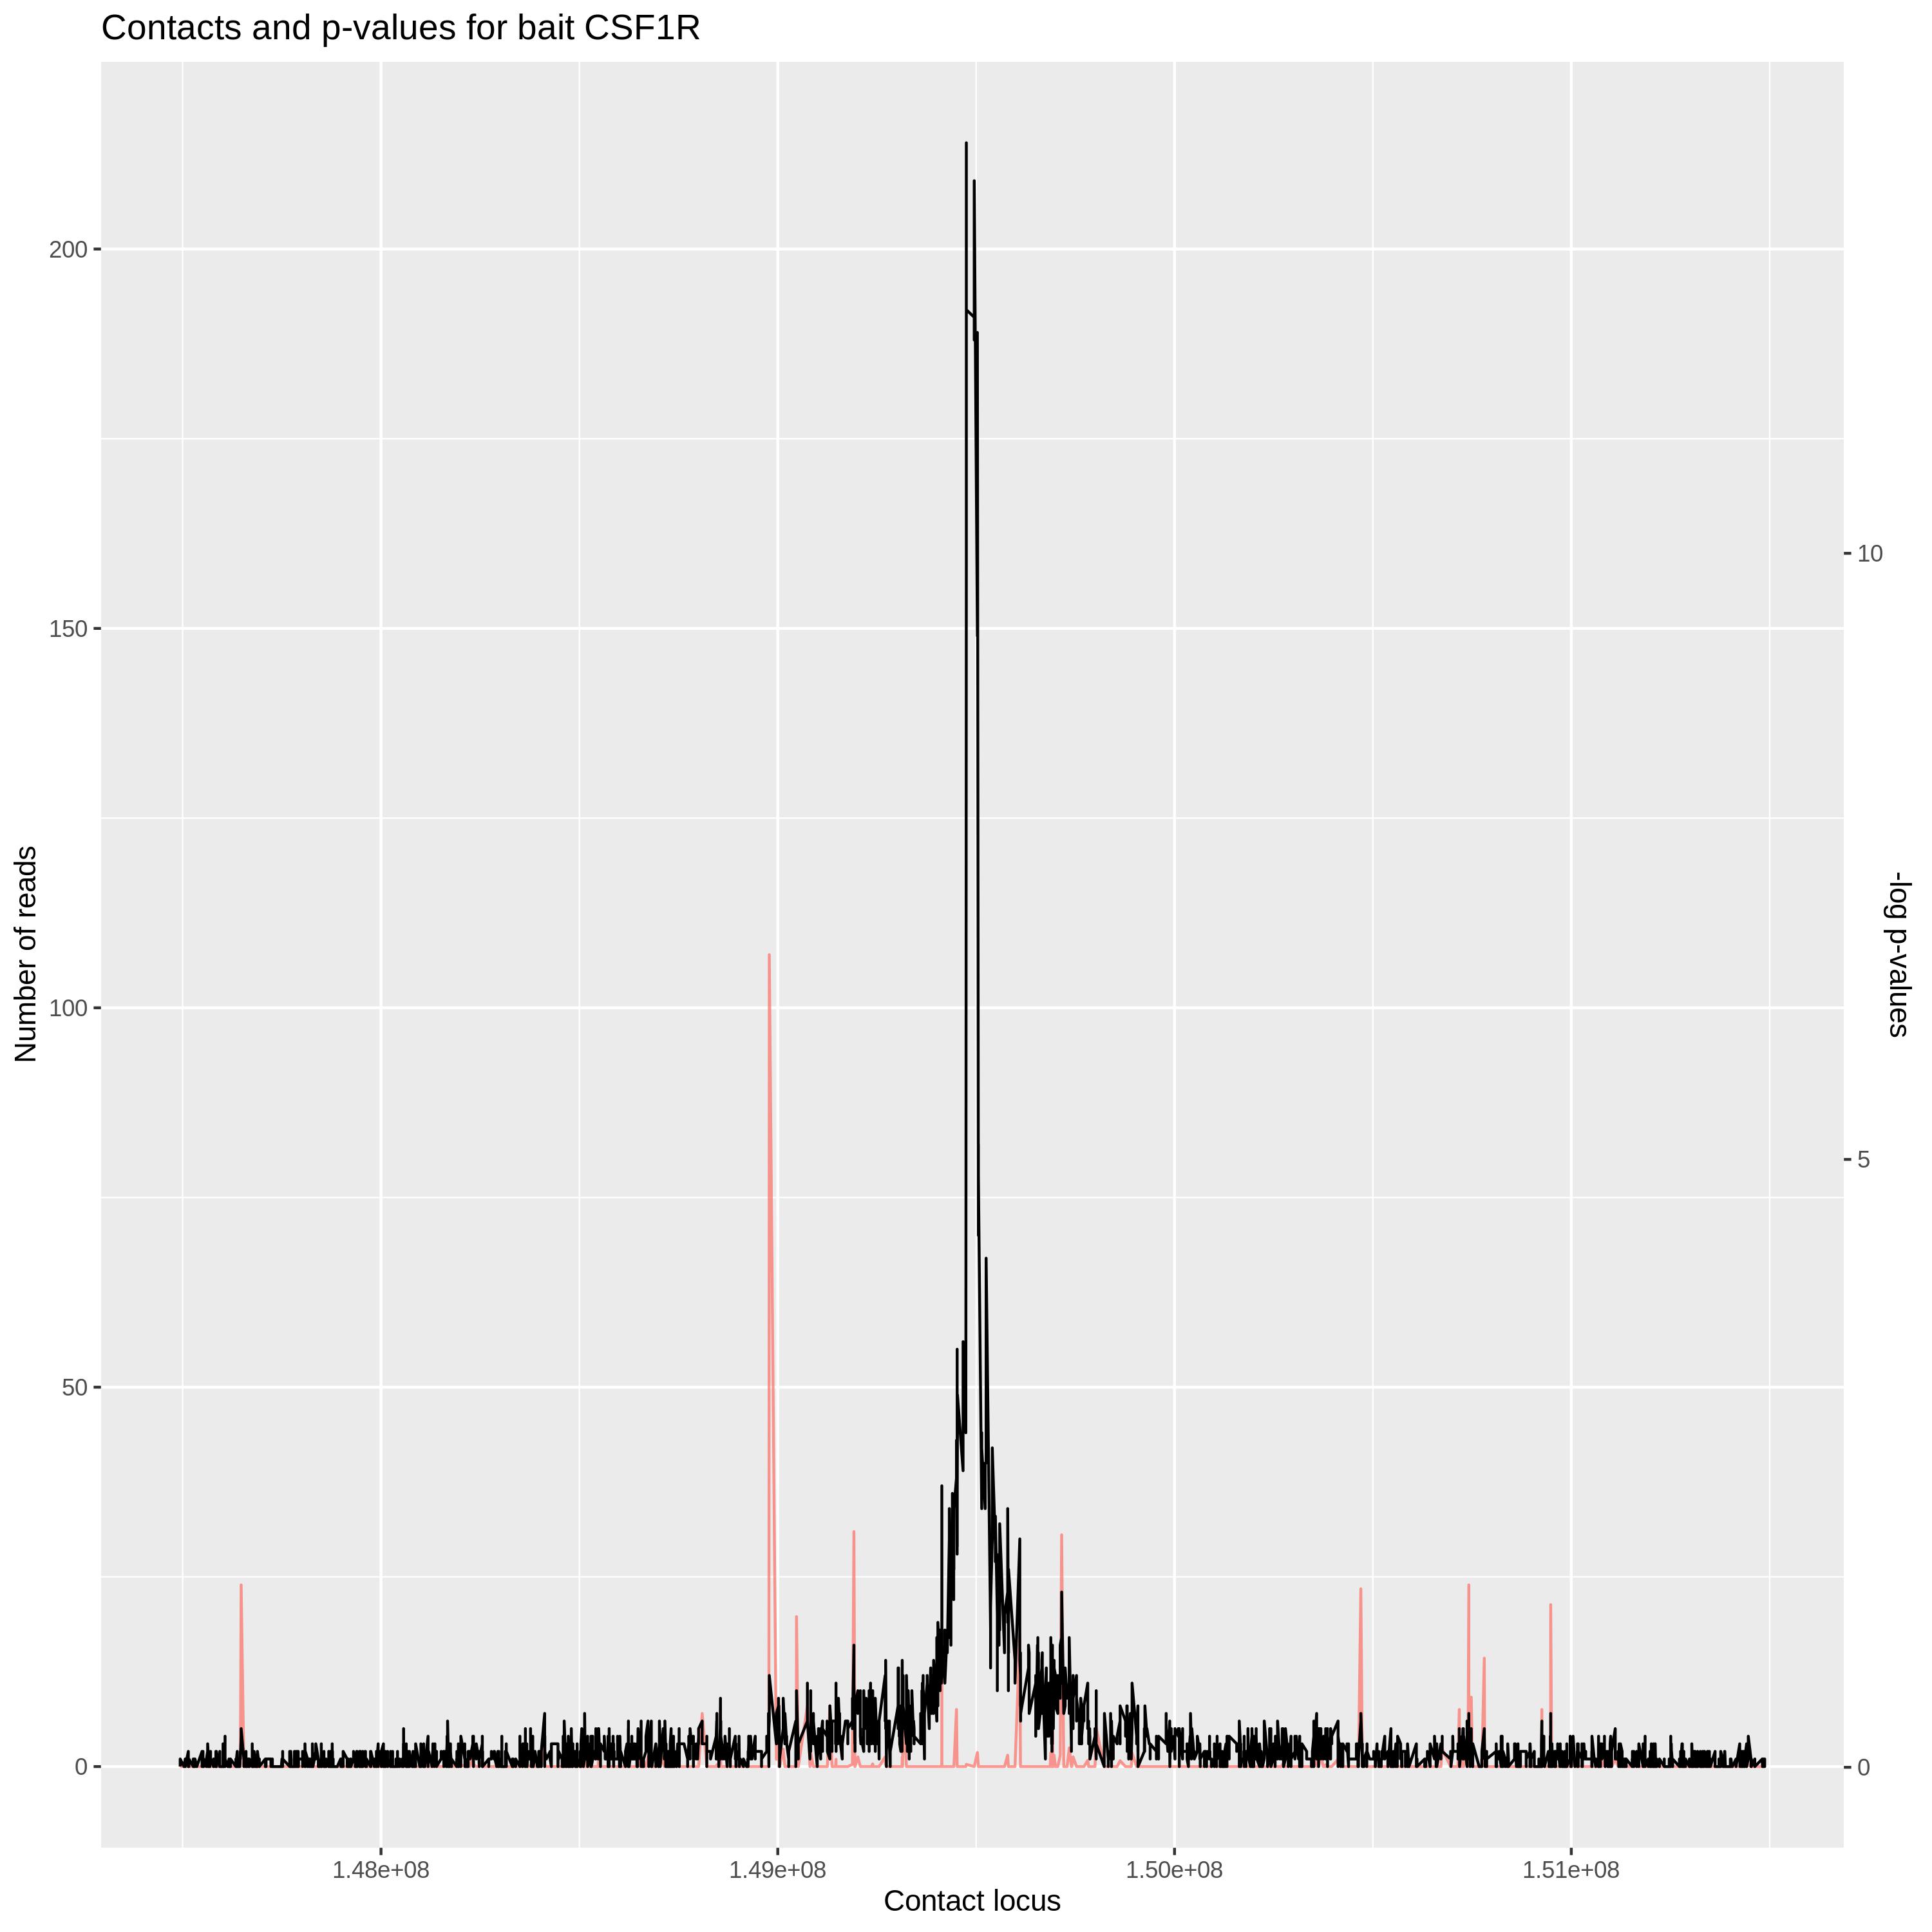 Contacts and p-values for bait CSF1R
200
150
100
50
0
Number of reads
10
5
0
-log p-values
1.48e+08
1.49e+08
1.50e+08
1.51e+08
Contact locus